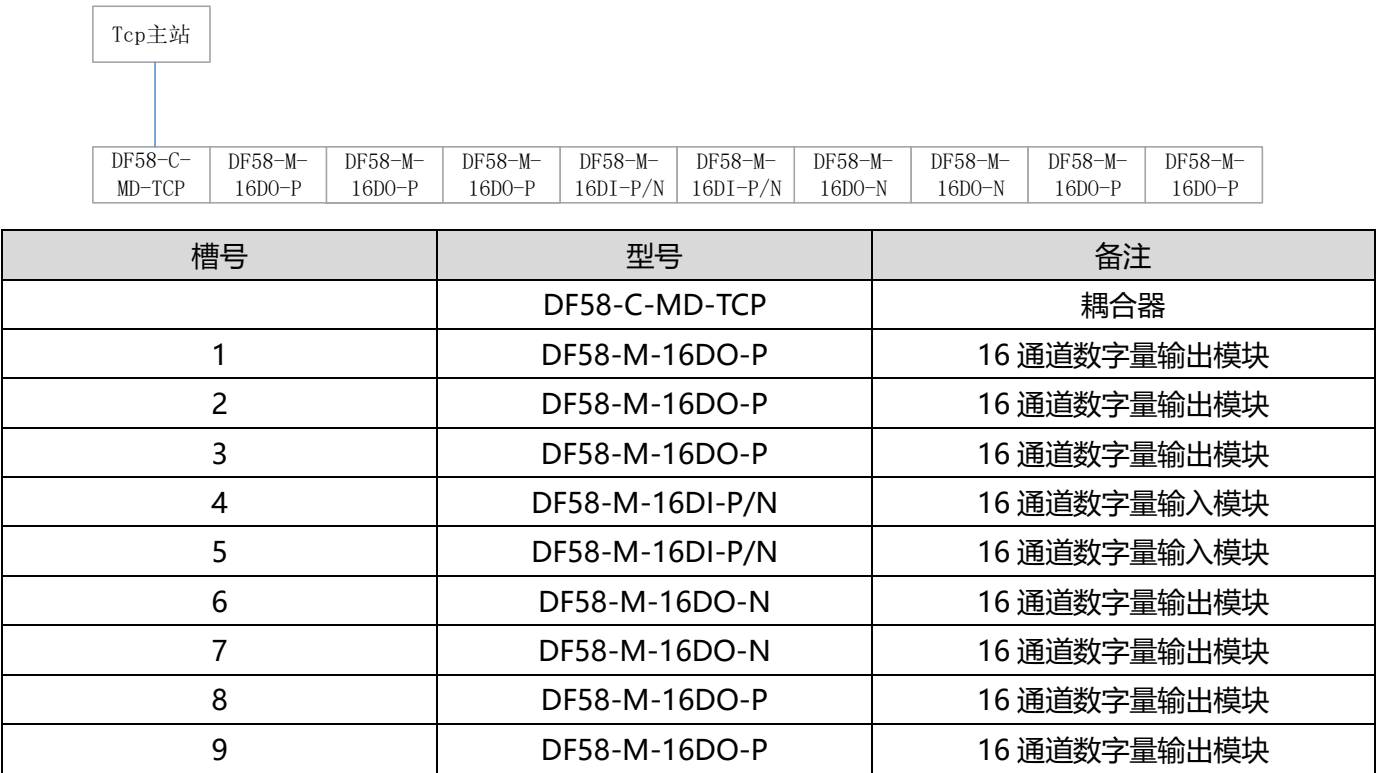 Tcp主站
DF58-C- DF58-M- DF58-M- DF58-M- DF58-M- DF58-M- DF58-M- DF58-M- DF58-M- DF58-M-
MD-TCP 16DO-P 16DO-P 16DO-P 16DI-P/N 16DI-P/N 16DO-N 16DO-N 16DO-P 16DO-P
槽号 型号 备注
DF58-C-MD-TCP 耦合器
1 DF58-M-16DO-P 16 通道数字量输出模块
2 DF58-M-16DO-P 16 通道数字量输出模块
3 DF58-M-16DO-P 16 通道数字量输出模块
4 DF58-M-16DI-P/N 16 通道数字量输入模块
5 DF58-M-16DI-P/N 16 通道数字量输入模块
6 DF58-M-16DO-N 16 通道数字量输出模块
7 DF58-M-16DO-N 16 通道数字量输出模块
8 DF58-M-16DO-P 16 通道数字量输出模块
9 DF58-M-16DO-P 16 通道数字量输出模块